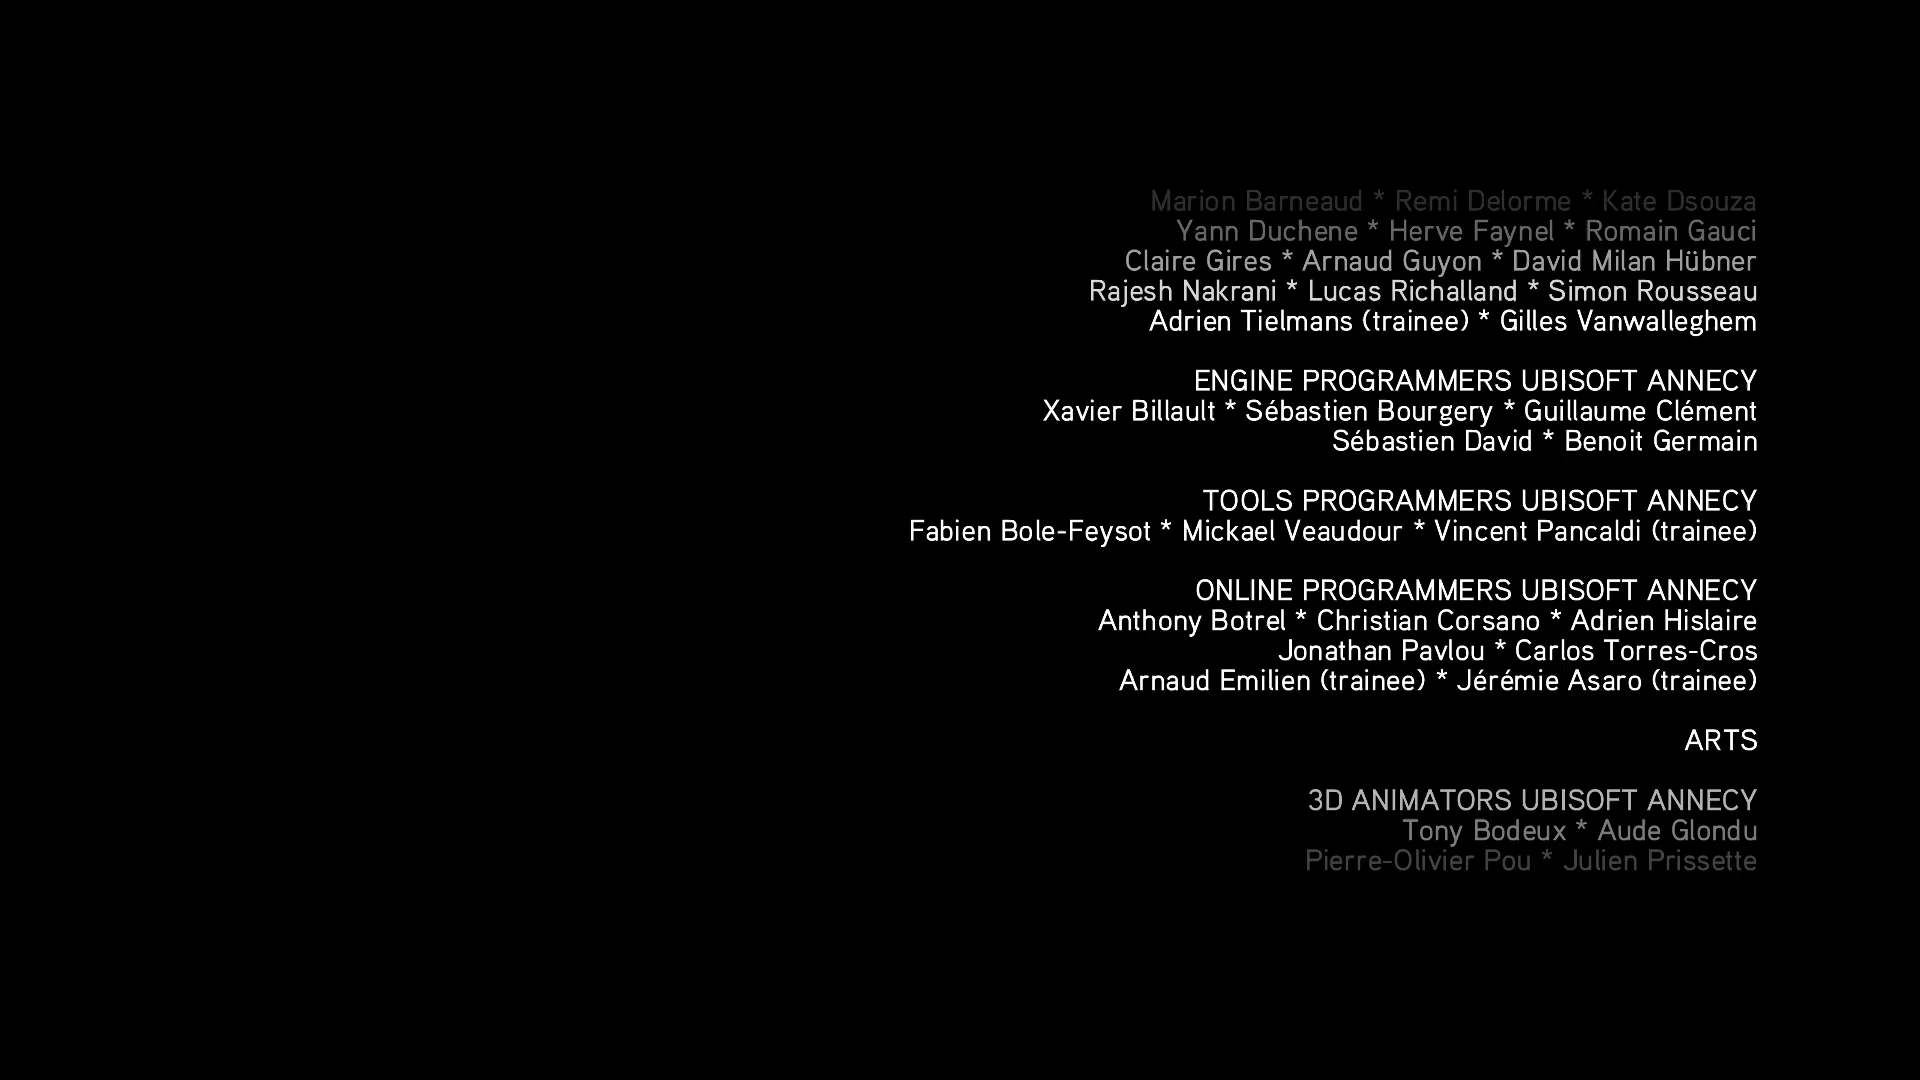 Marion Barneaud * Remi Delorme * Kate Dsouza
Yann Duchene * Herve Faynel * Romain Gauci
Claire Gires * Arnaud Guyon * David Milan Hübner
Rajesh Nakrani * Lucas Richalland * Simon Rousseau
Adrien Tielmans (trainee) * Gilles Vanwalleghem
ENGINE PROGRAMMERS UBISOFT ANNECY
Xavier Billault * Sébastien Bourgery * Guillaume Clément
Sébastien David * Benoit Germain
TOOLS PROGRAMMERS UBISOFT ANNECY
Fabien Bole-Feysot * Mickael Veaudour * Vincent Pancaldi (trainee)
ONLINE PROGRAMMERS UBISOFT ANNECY
Anthony Botrel * Christian Corsano * Adrien Hislaire
Jonathan Pavlou * Carlos Torres-Cros
Arnaud Emilien (trainee) * Jérémie Asaro (trainee)
ARTS
3D ANIMATORS UBISOFT ANNECY
Tony Bodeux * Aude Glondu
Pierre-Olivier Pou * Julien Prissette